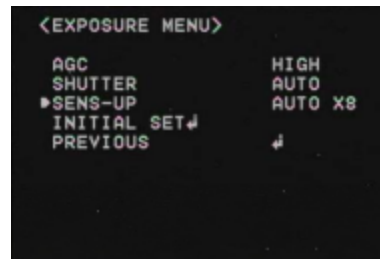 <EXPOSURE MENU>
AGC HIGH
SHUTTER AUTO
SENS-UP AUTO X8
INITIAL SET↲
PREVIOUS ↲